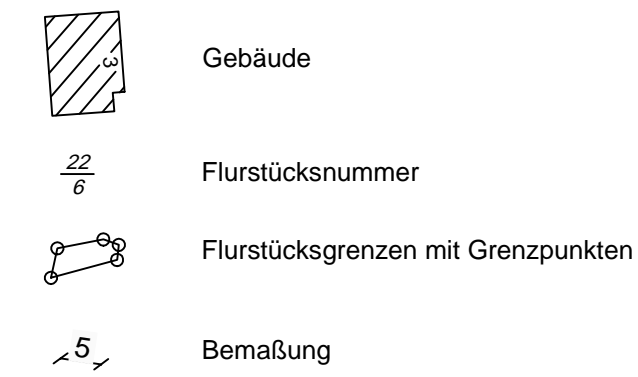 3 Gebäude
22
6
Flurstücksnummer
Flurstücksgrenzen mit Grenzpunkten
5 Bemaßung